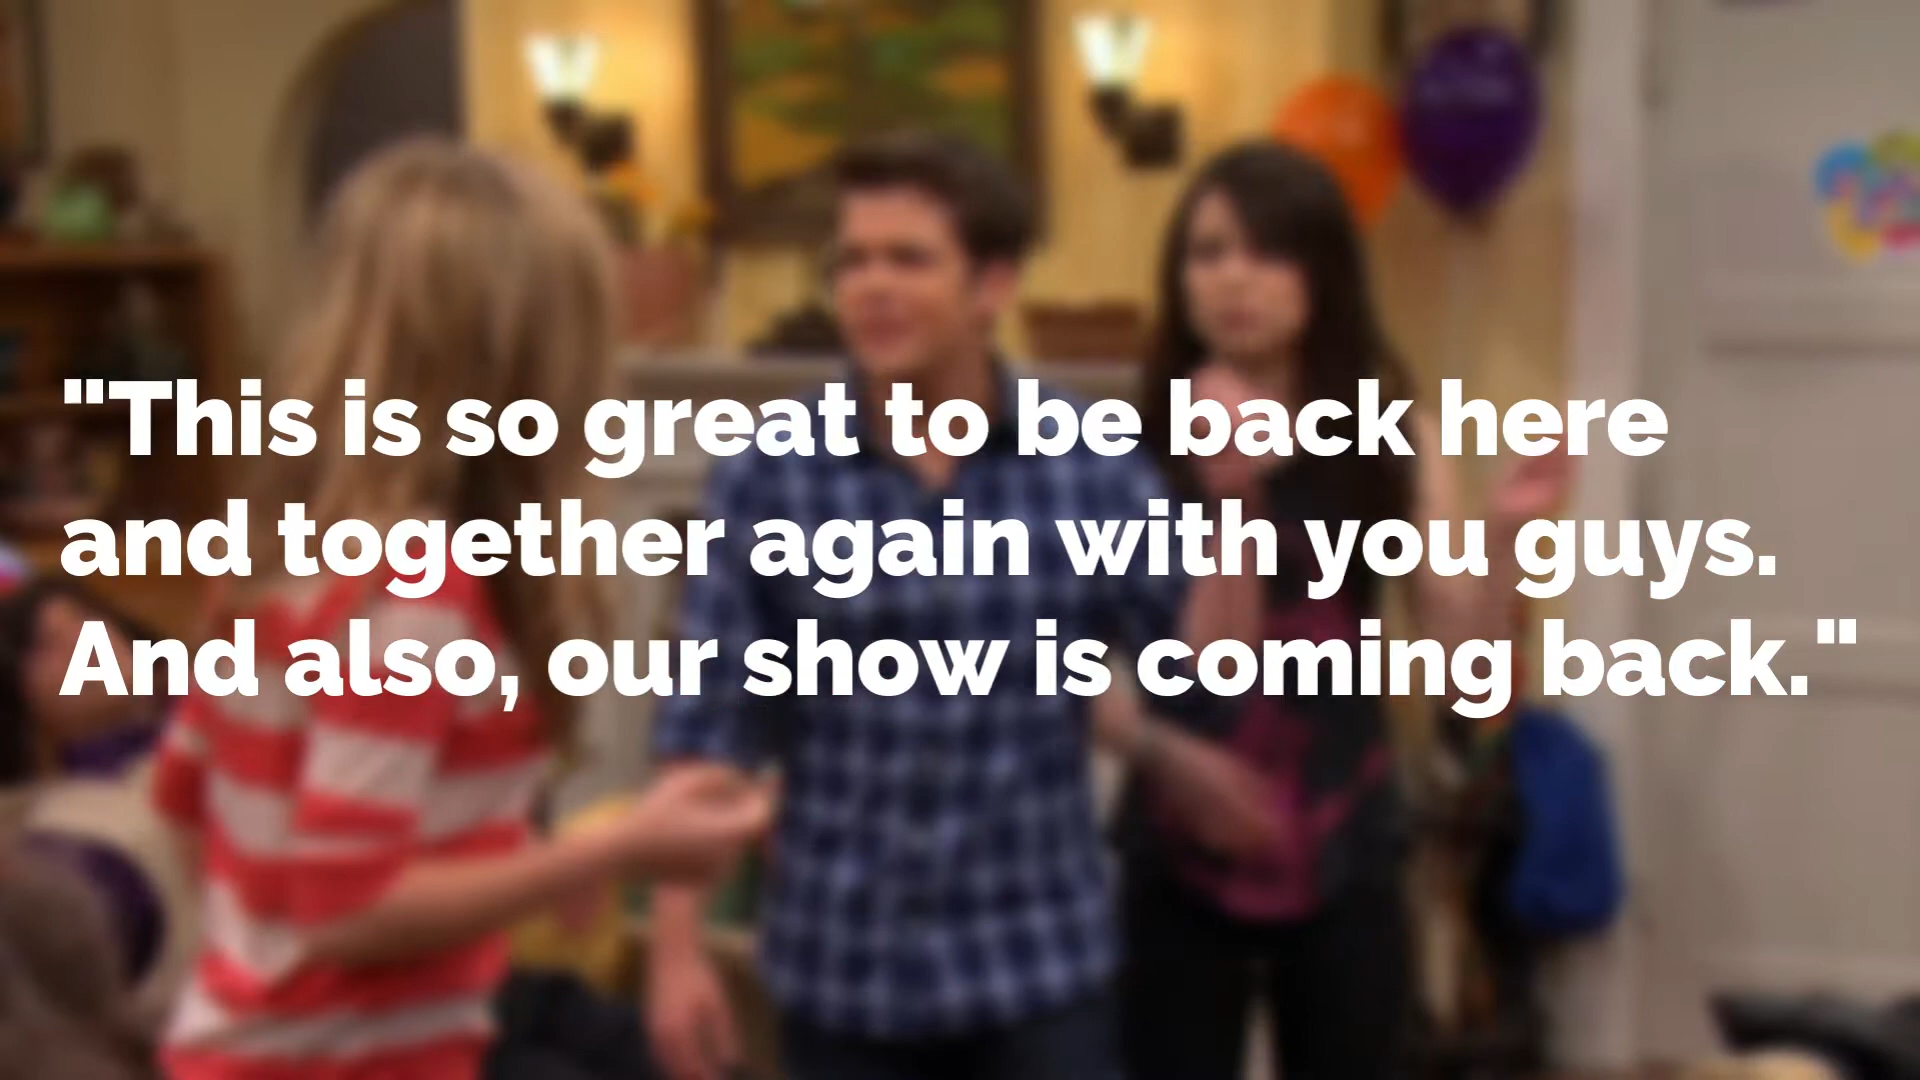 "This is so great to be back here
and together again with you guys.
And also, our show is coming back."